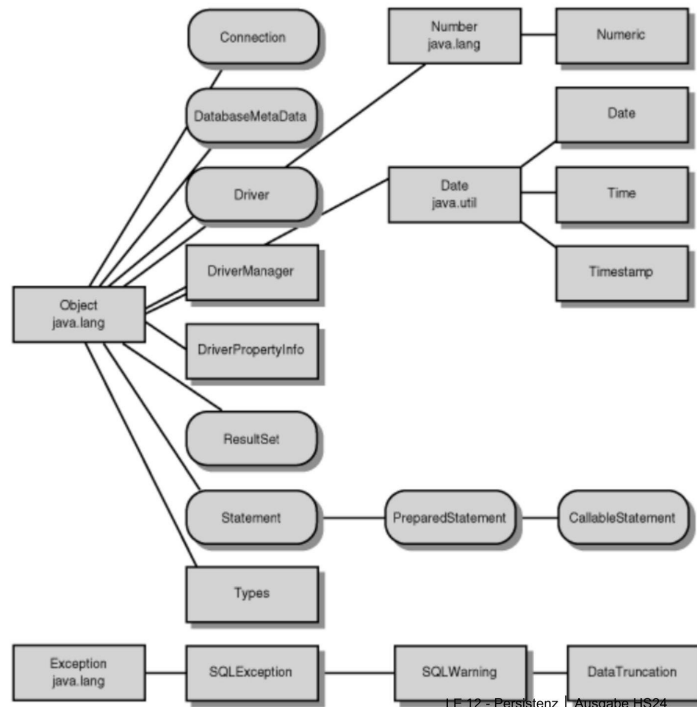 Connection
Number
java.lang
Numeric
DatabaseMetaData
Date
Driver
Date
java.util
Time
DriverManager
Timestamp
Object
java.lang
DriverPropertyInfo
ResultSet
Statement
PreparedStatement
CallableStatement
Types
Exception
java.lang
SQLException
SQLWarning
DataTruncation
LE 12 - Persistenz | Ausgabe HS24